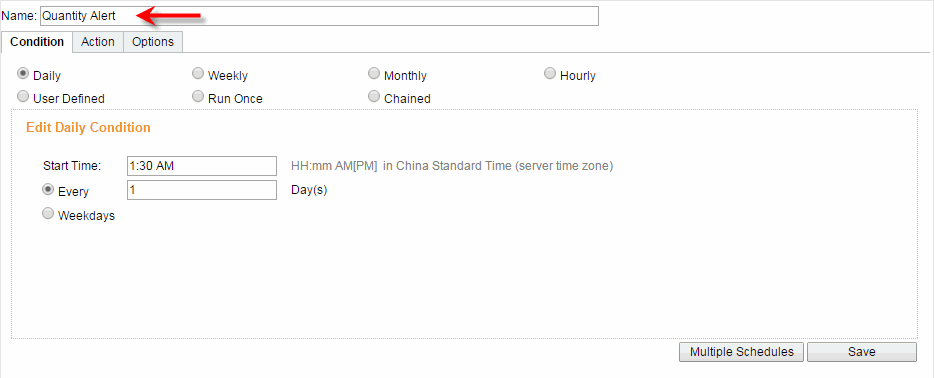 Name: Quantity Alert
Condition Action Options
Daily Weekly Monthly Hourly
User Defined Run Once Chained
Edit Daily Condition
Start Time: 1:30 AM HH:mm AM[PM] in China Standard Time (server time zone)
Every 1 Day(s)
Weekdays
Multiple Schedules Save